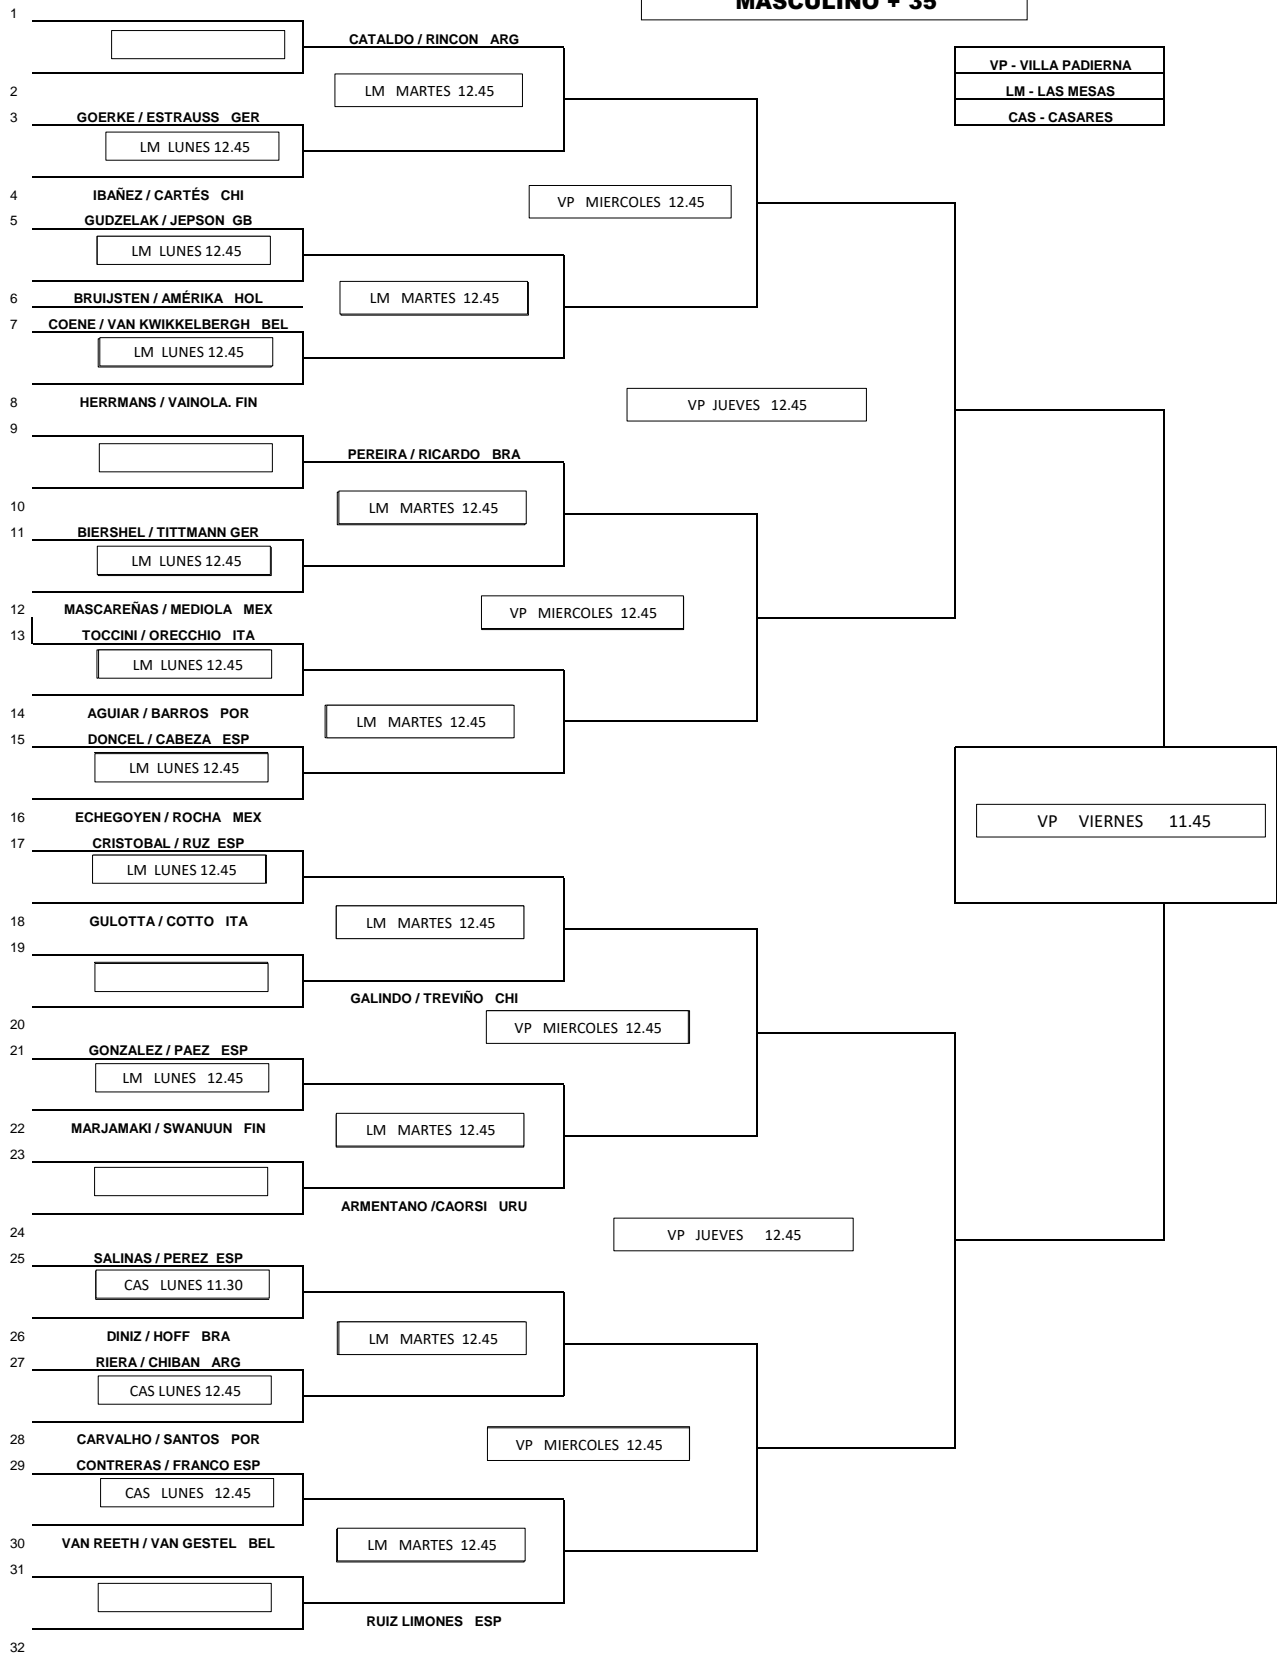 MASCULINO + 35
1
CATALDO / RINCON ARG
VP - VILLA PADIERNA
2
LM MARTES 12.45
LM - LAS MESAS
3
GOERKE / ESTRAUSS GER
CAS - CASARES
LM LUNES 12.45
4
IBAÑEZ / CARTÉS CHI
VP MIERCOLES 12.45
5
GUDZELAK / JEPSON GB
LM LUNES 12.45
6
BRUIJSTEN / AMÉRIKA HOL
LM MARTES 12.45
7
COENE / VAN KWIKKELBERGH BEL
LM LUNES 12.45
8
HERRMANS / VAINOLA. FIN
VP JUEVES 12.45
9
PEREIRA / RICARDO BRA
10
LM MARTES 12.45
11
BIERSHEL / TITTMANN GER
LM LUNES 12.45
12
MASCAREÑAS / MEDIOLA MEX
VP MIERCOLES 12.45
13
TOCCINI / ORECCHIO ITA
LM LUNES 12.45
14
AGUIAR / BARROS POR
LM MARTES 12.45
15
DONCEL / CABEZA ESP
LM LUNES 12.45
16
ECHEGOYEN / ROCHA MEX
VP VIERNES 11.45
17
CRISTOBAL / RUZ ESP
LM LUNES 12.45
18
GULOTTA / COTTO ITA
LM MARTES 12.45
19
GALINDO / TREVIÑO CHI
20
VP MIERCOLES 12.45
21
GONZALEZ / PAEZ ESP
LM LUNES 12.45
22
MARJAMAKI / SWANUUN FIN
LM MARTES 12.45
23
ARMENTANO /CAORSI URU
24
VP JUEVES 12.45
25
SALINAS / PEREZ ESP
CAS LUNES 11.30
26
DINIZ / HOFF BRA
LM MARTES 12.45
27
RIERA / CHIBAN ARG
CAS LUNES 12.45
28
CARVALHO / SANTOS POR
VP MIERCOLES 12.45
29
CONTRERAS / FRANCO ESP
CAS LUNES 12.45
30
VAN REETH / VAN GESTEL BEL
LM MARTES 12.45
31
RUIZ LIMONES ESP
32